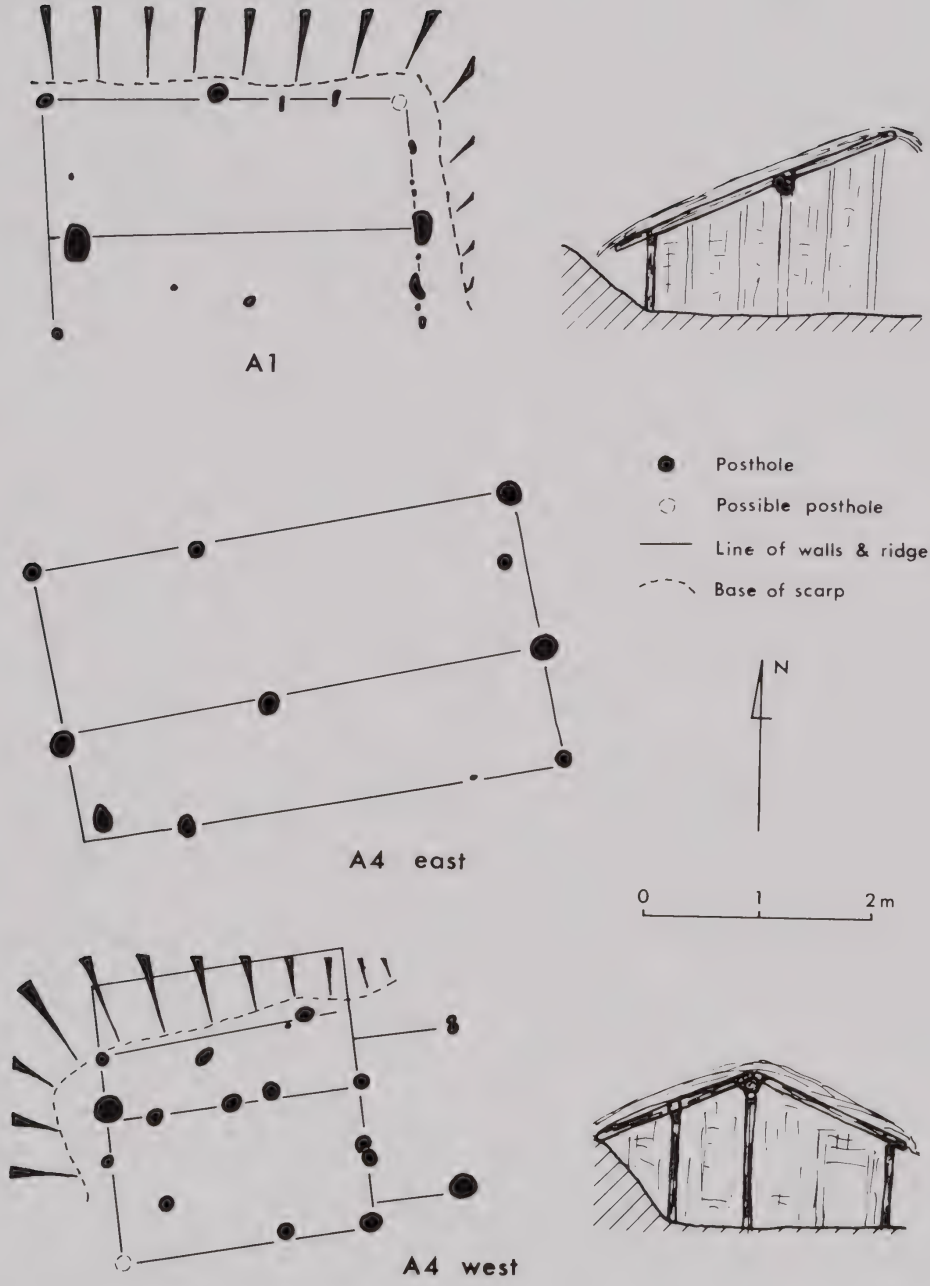 A1
Posthole
Possible posthole
Line of walls & ridge
Base of scarp
N
A4 east
0 1 2 m
A4 west